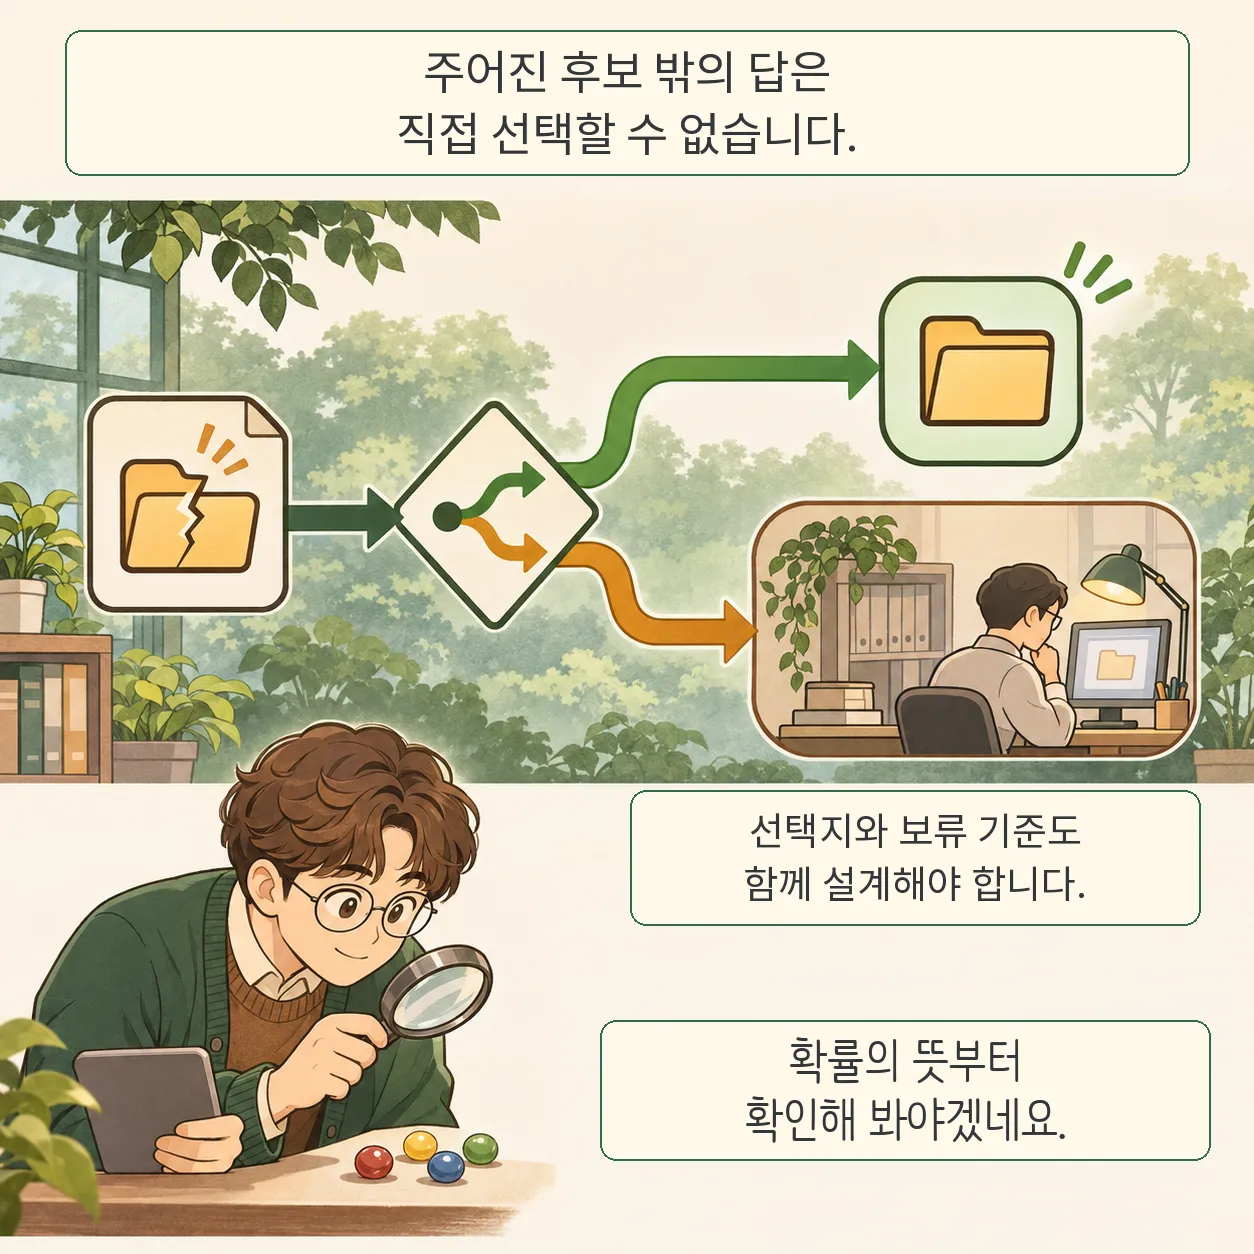 주어진 후보 밖의 답은
직접 선택할 수 없습니다.
선택지와 보류 기준도
함께 설계해야 합니다.
확률의 뜻부터
확인해 봐야겠네요.